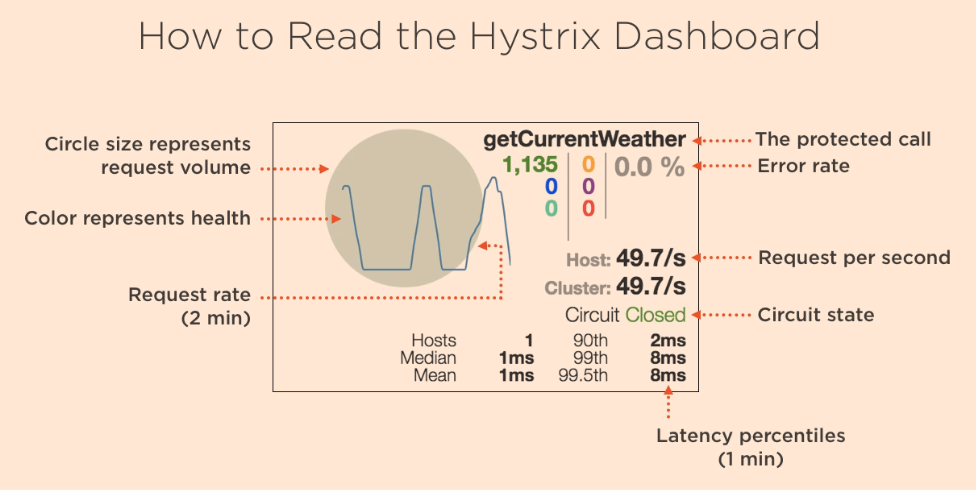 How to Read the Hystrix Dashboard
Circle size represents
request volume
Color represents health
Request rate
(2 min)
getCurrentWeather
1,135 0 0.0 %
0 0
0 0
Host: 49.7/s
Cluster: 49.7/s
Circuit Closed
Hosts 1 90th 2ms
Median 1ms 99th 8ms
Mean 1ms 99.5th 8ms
The protected call
Error rate
Request per second
Circuit state
Latency percentiles
(1 min)